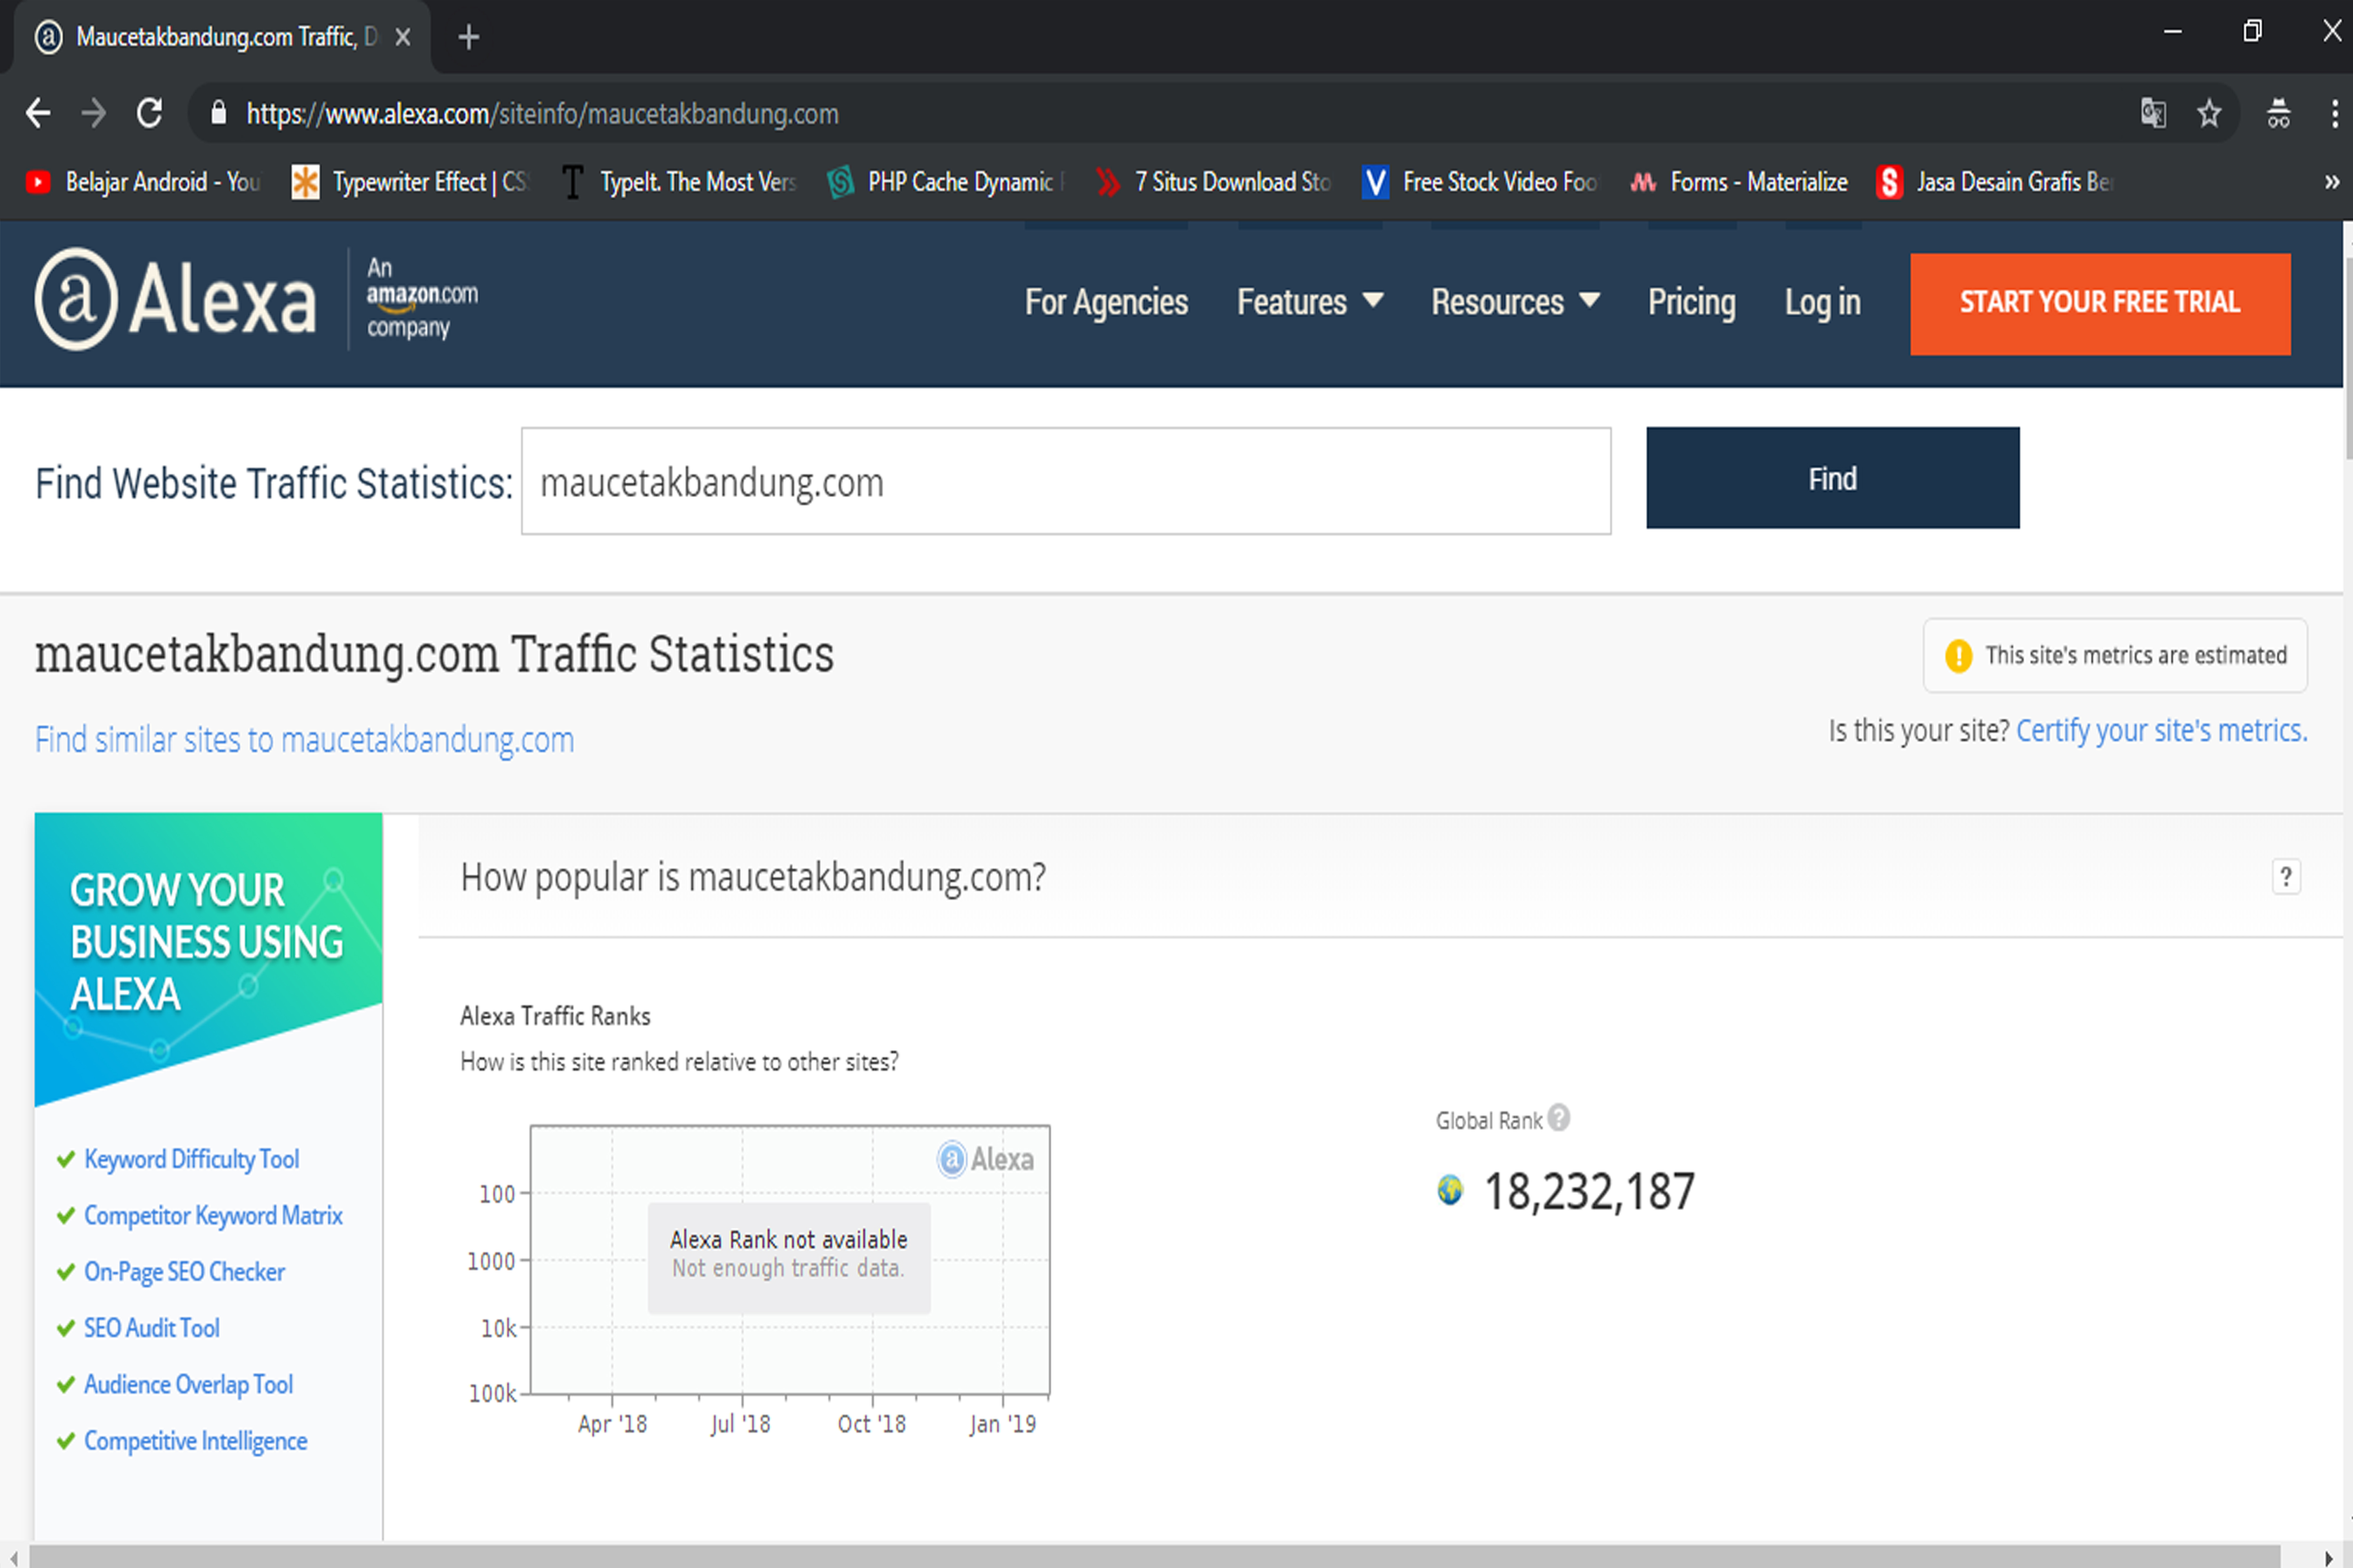 Maucetakbandung.com Traffic, D
https://www.alexa.com/siteinfo/maucetakbandung.com
Belajar Android - You
Typewriter Effect | CS
TypeIt. The Most Vers
PHP Cache Dynamic
7 Situs Download Sto
Free Stock Video Foo
Forms - Materialize
Jasa Desain Grafis Be
Alexa
An
amazon.com
company
For Agencies
Features
Resources
Pricing
Log in
START YOUR FREE TRIAL
Find Website Traffic Statistics:
maucetakbandung.com
Find
maucetakbandung.com Traffic Statistics
This site's metrics are estimated
Find similar sites to maucetakbandung.com
Is this your site? Certify your site's metrics.
GROW YOUR
BUSINESS USING
ALEXA
Keyword Difficulty Tool
Competitor Keyword Matrix
On-Page SEO Checker
SEO Audit Tool
Audience Overlap Tool
Competitive Intelligence
How popular is maucetakbandung.com?
?
Alexa Traffic Ranks
How is this site ranked relative to other sites?
Alexa
100
1000
10k
100k
Alexa Rank not available
Not enough traffic data.
Apr '18
Jul '18
Oct '18
Jan '19
Global Rank ?
18,232,187